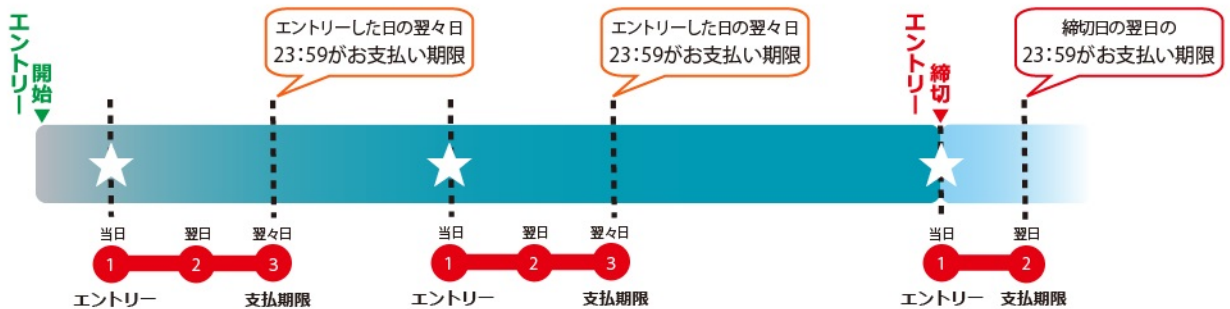 エントリー開始▼
エントリーした日の翌々日
23:59がお支払い期限
エントリーした日の翌々日
23:59がお支払い期限
エントリー締切▼
締切日の翌日の
23:59がお支払い期限
当日 翌日 翌々日
1 2 3
エントリー 支払期限
当日 翌日 翌々日
1 2 3
エントリー 支払期限
当日 翌日
1 2
エントリー 支払期限